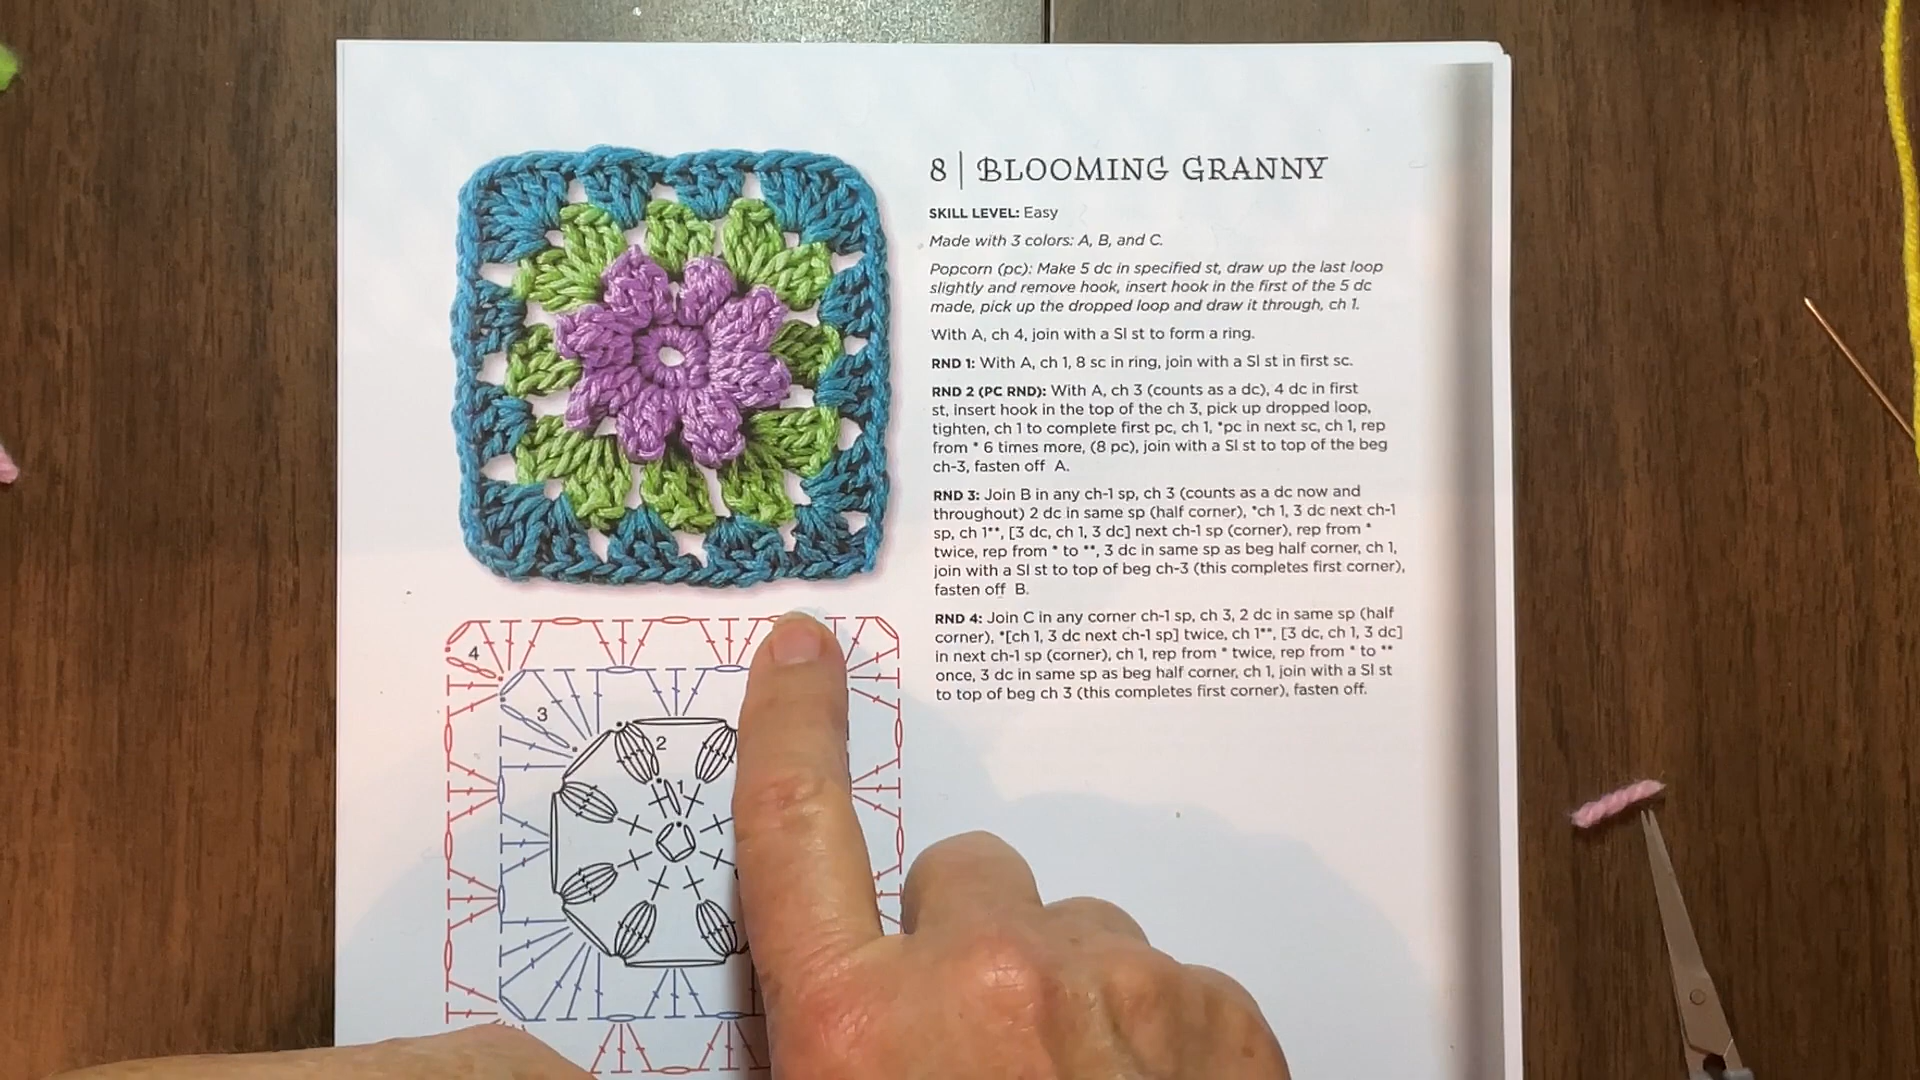 8 | BLOOMING GRANNY
SKILL LEVEL: Easy
Made with 3 colors: A, B, and C.
Popcorn (pc): Make 5 dc in specified st, draw up the last loop
slightly and remove hook, insert hook in the first of the 5 dc
made, pick up the dropped loop and draw it through, ch 1.
With A, ch 4, join with a Sl st to form a ring.
RND 1: With A, ch 1, 8 sc in ring, join with a Sl st in first sc.
RND 2 (PC RND): With A, ch 3 (counts as a dc), 4 dc in first
st, insert hook in the top of the ch 3, pick up dropped loop,
tighten, ch 1 to complete first pc, ch 1, *pc in next sc, ch 1, rep
from * 6 times more, (8 pc), join with a Sl st to top of the beg
ch-3, fasten off A.
RND 3: Join B in any ch-1 sp, ch 3 (counts as a dc now and
throughout) 2 dc in same sp (half corner), *ch 1, 3 dc next ch-1
sp, ch 1**, [3 dc, ch 1, 3 dc] next ch-1 sp (corner), rep from *
twice, rep from * to **, 3 dc in same sp as beg half corner, ch 1,
join with a Sl st to top of beg ch-3 (this completes first corner),
fasten off B.
RND 4: Join C in any corner ch-1 sp, ch 3, 2 dc in same sp (half
corner), *[ch 1, 3 dc next ch-1 sp] twice, ch 1**, [3 dc, ch 1, 3 dc]
in next ch-1 sp (corner), ch 1, rep from * twice, rep from * to **
once, 3 dc in same sp as beg half corner, ch 1, join with a Sl st
to top of beg ch 3 (this completes first corner), fasten off.
4
3
2
1